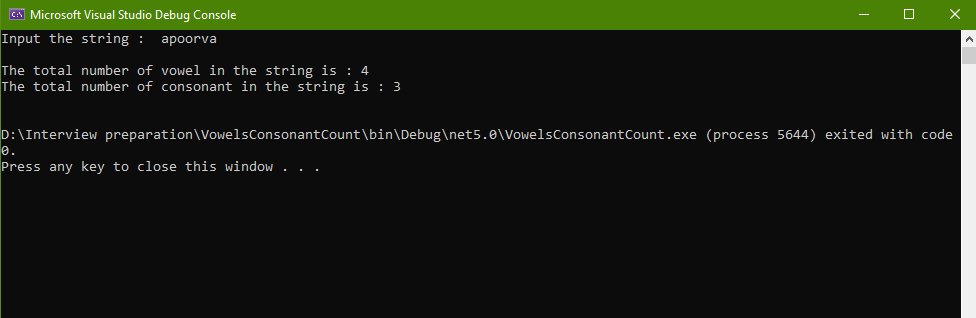 Microsoft Visual Studio Debug Console
Input the string :  apoorva
The total number of vowel in the string is : 4
The total number of consonant in the string is : 3
D:\Interview preparation\VowelsConsonantCount\bin\Debug\net5.0\VowelsConsonantCount.exe (process 5644) exited with code
0.
Press any key to close this window . . .